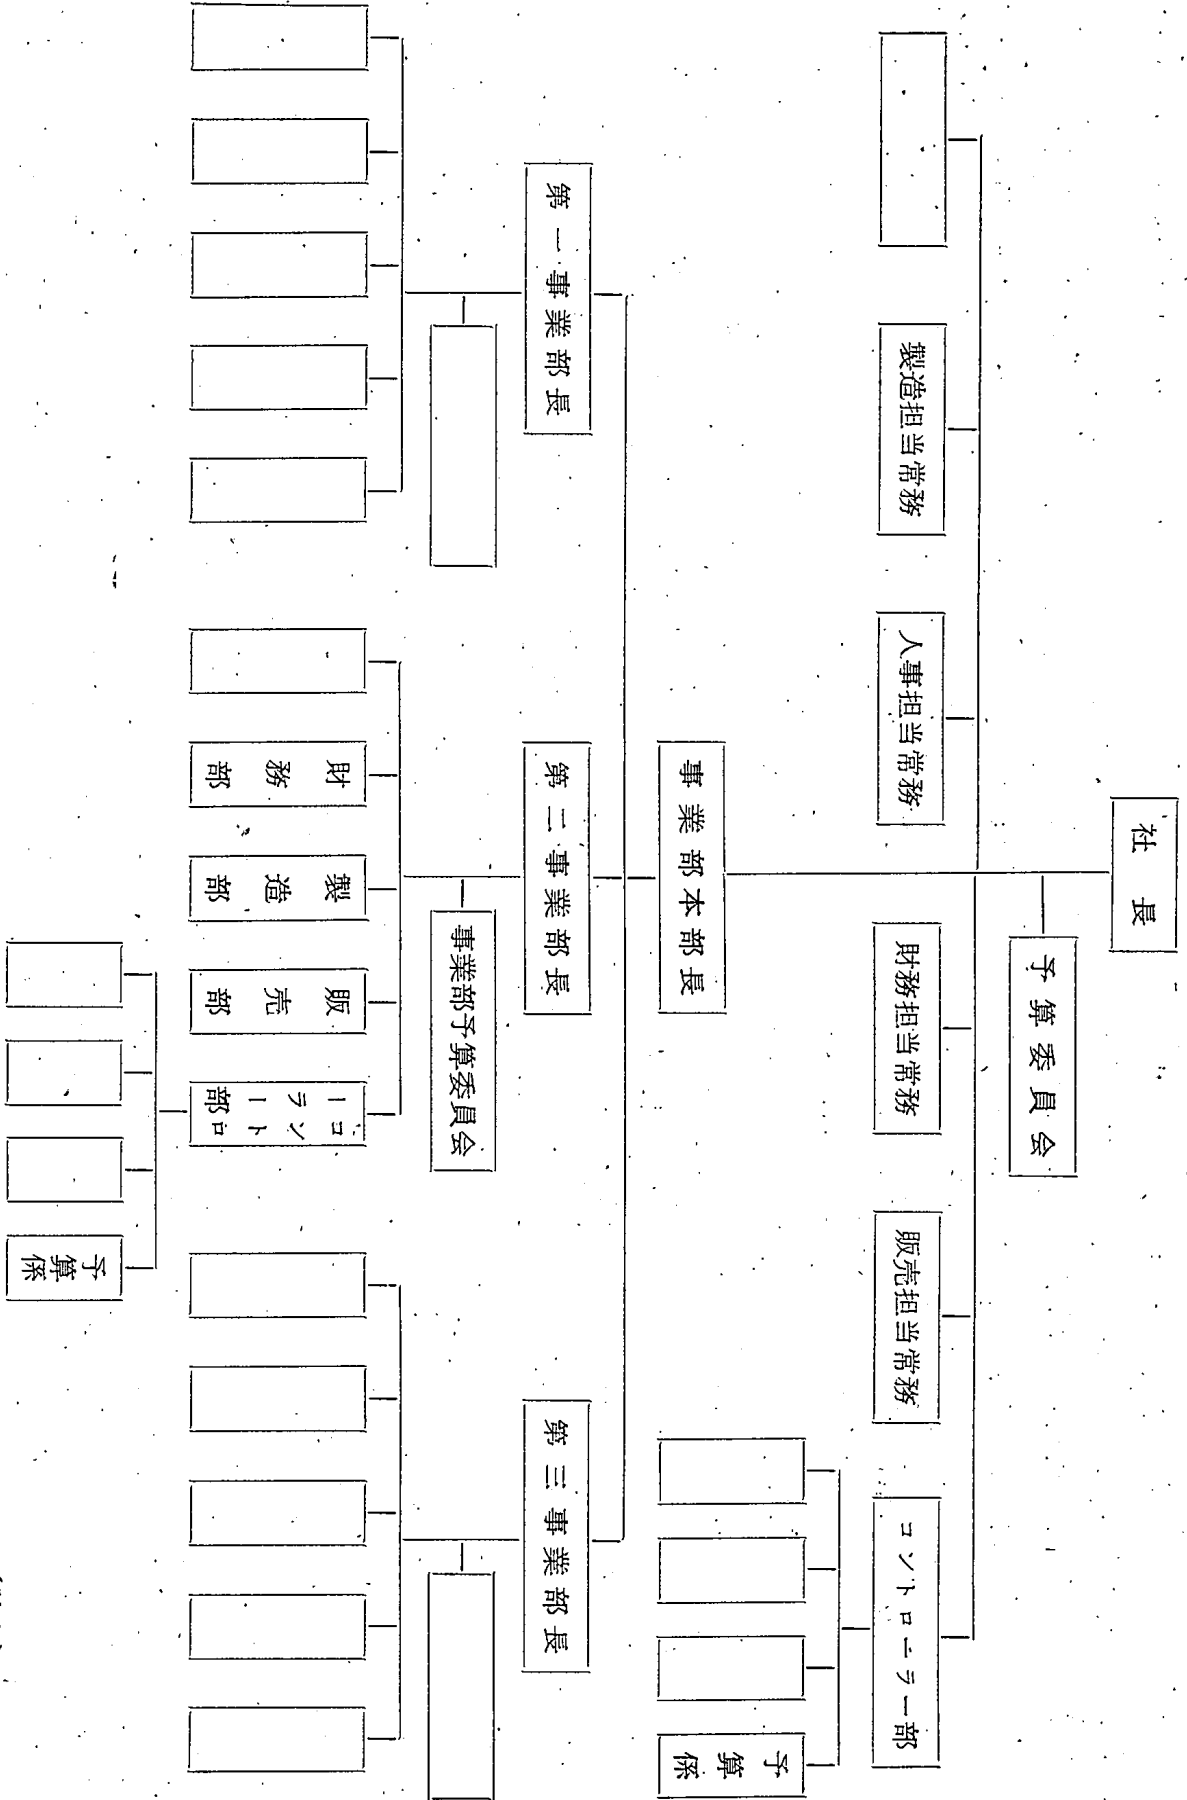 社長
予算委員会
製造担当常務
人事担当常務
財務担当常務
販売担当常務
コントローラー部
予算係
事業部本部長
第一事業部長
第二事業部長
第三事業部長
事業部予算委員会
財務部
製造部
販売部
コントローラー部
予算係